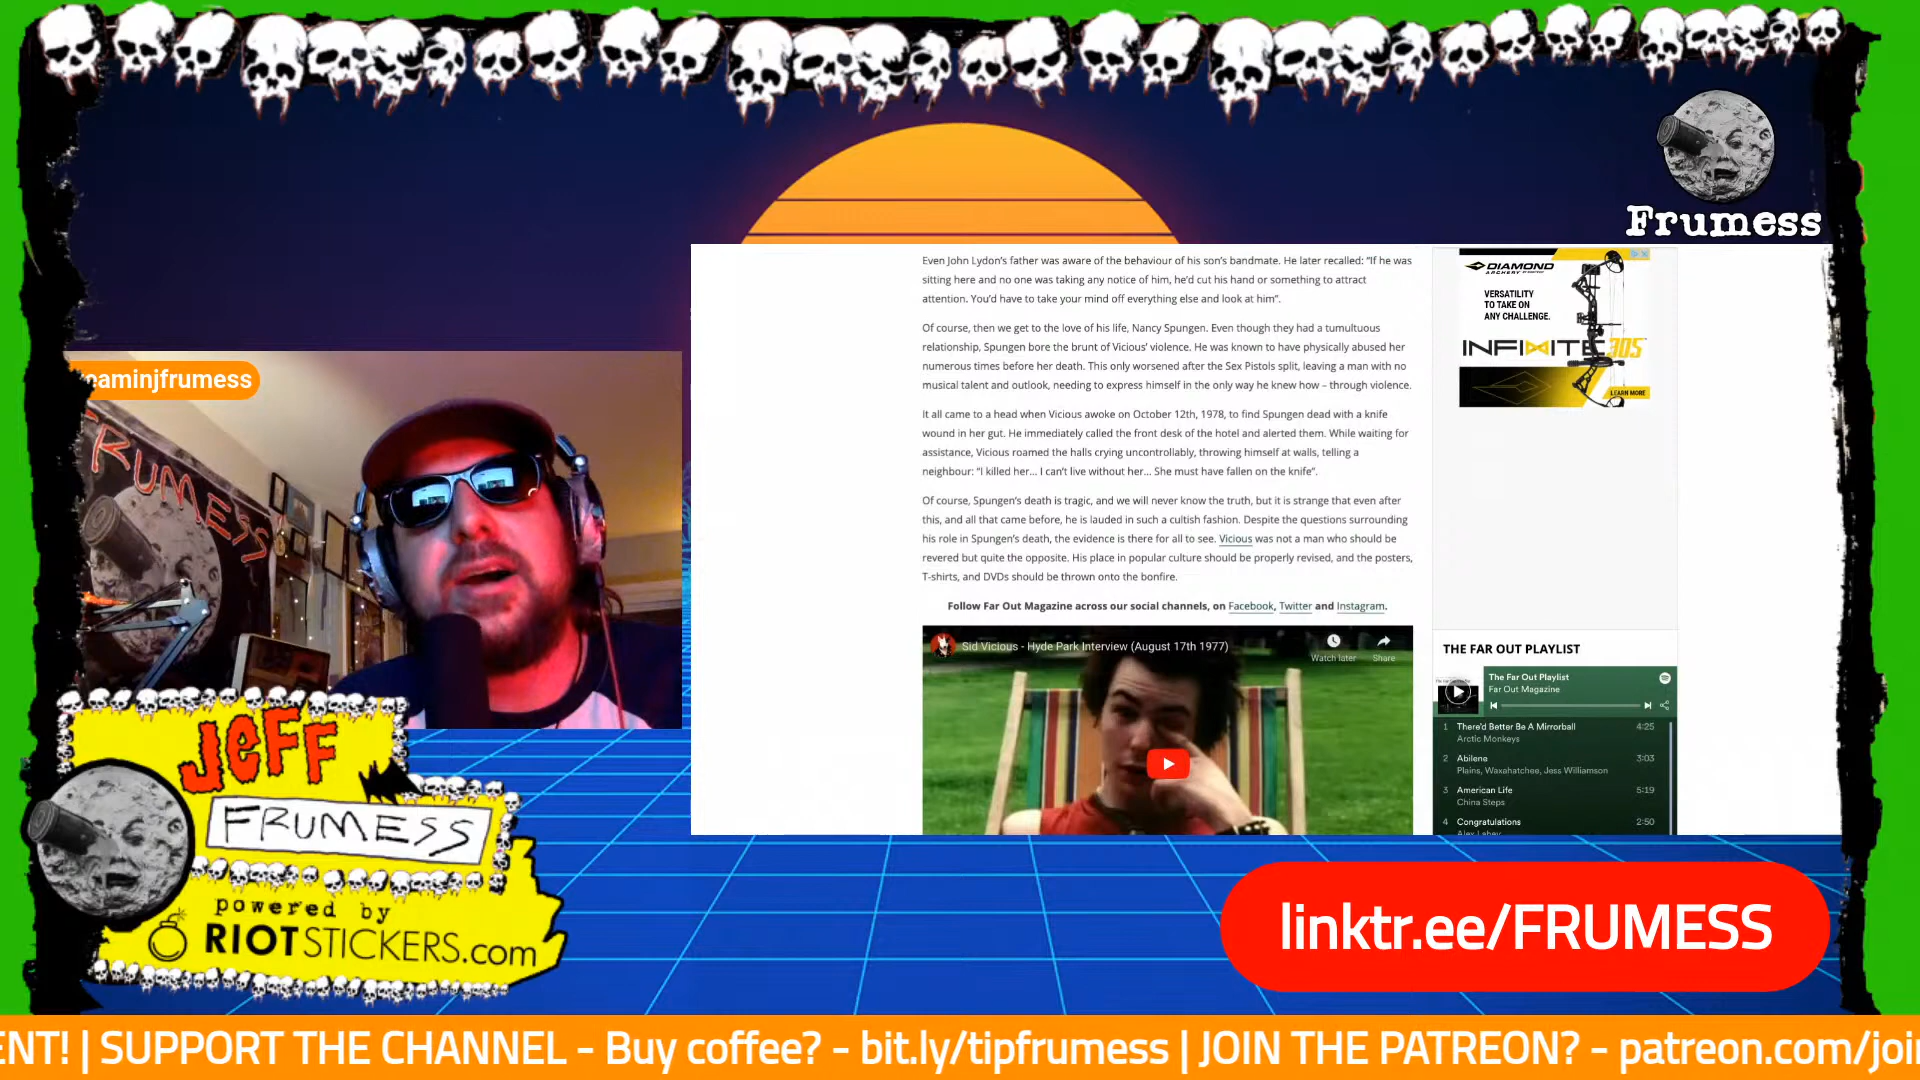 Frumess
Even John Lydon's father was aware of the behaviour of his son's bandmate. He later recalled: "If he was
sitting here and no one was taking any notice of him, he'd cut his hand or something to attract
attention. You'd have to take your mind off everything else and look at him".
Of course, then we get to the love of his life, Nancy Spungen. Even though they had a tumultuous
relationship, Spungen bore the brunt of Vicious' violence. He was known to have physically abused her
numerous times before her death. This only worsened after the Sex Pistols split, leaving a man with no
musical talent and outlook, needing to express himself in the only way he knew how – through violence.
It all came to a head when Vicious awoke on October 12th, 1978, to find Spungen dead with a knife
wound in her gut. He immediately called the front desk of the hotel and alerted them. While waiting for
assistance, Vicious roamed the halls crying uncontrollably, throwing himself at walls, telling a
neighbour: "I killed her... I can't live without her... She must have fallen on the knife".
Of course, Spungen's death is tragic, and we will never know the truth, but it is strange that even after
this, and all that came before, he is lauded in such a cultish fashion. Despite the questions surrounding
his role in Spungen's death, the evidence is there for all to see. Vicious was not a man who should be
revered but quite the opposite. His place in popular culture should be properly revised, and the posters,
T-shirts, and DVDs should be thrown onto the bonfire.
Follow Far Out Magazine across our social channels, on Facebook, Twitter and Instagram.
Sid Vicious - Hyde Park Interview (August 17th 1977)
Watch later
Share
DIAMOND
VERSATILITY
TO TAKE ON
ANY CHALLENGE.
INFINITE 305
LEARN MORE
THE FAR OUT PLAYLIST
The Far Out Playlist
Far Out Magazine
1 There'd Better Be A Mirrorball 4:25
Arctic Monkeys
2 Abilene 3:03
Plains, Waxahatchee, Jess Williamson
3 American Life 5:19
China Steps
4 Congratulations 2:50
Alex Lahey
caminjfrumess
FRUMESS
JEFF
FRUMESS
powered by
RIOTSTICKERS.com
linktr.ee/FRUMESS
ENT! | SUPPORT THE CHANNEL - Buy coffee? - bit.ly/tipfrumess | JOIN THE PATREON? - patreon.com/joi